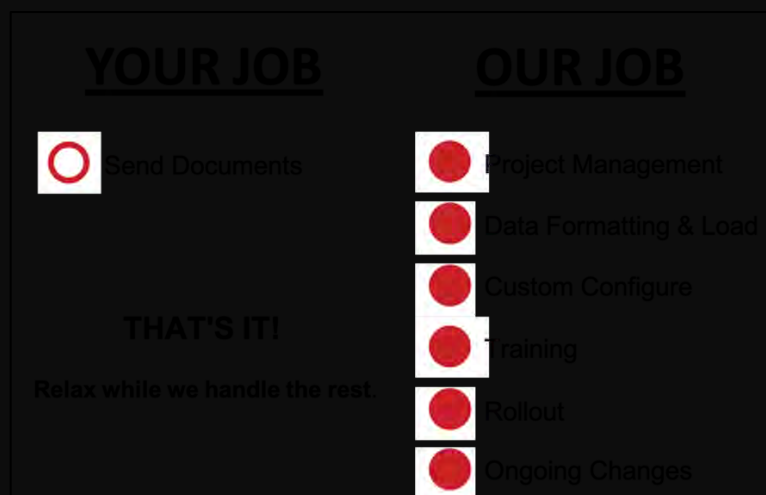 YOUR JOB
Send Documents
THAT'S IT!
Relax while we handle the rest.
OUR JOB
Project Management
Data Formatting & Load
Custom Configure
Training
Rollout
Ongoing Changes